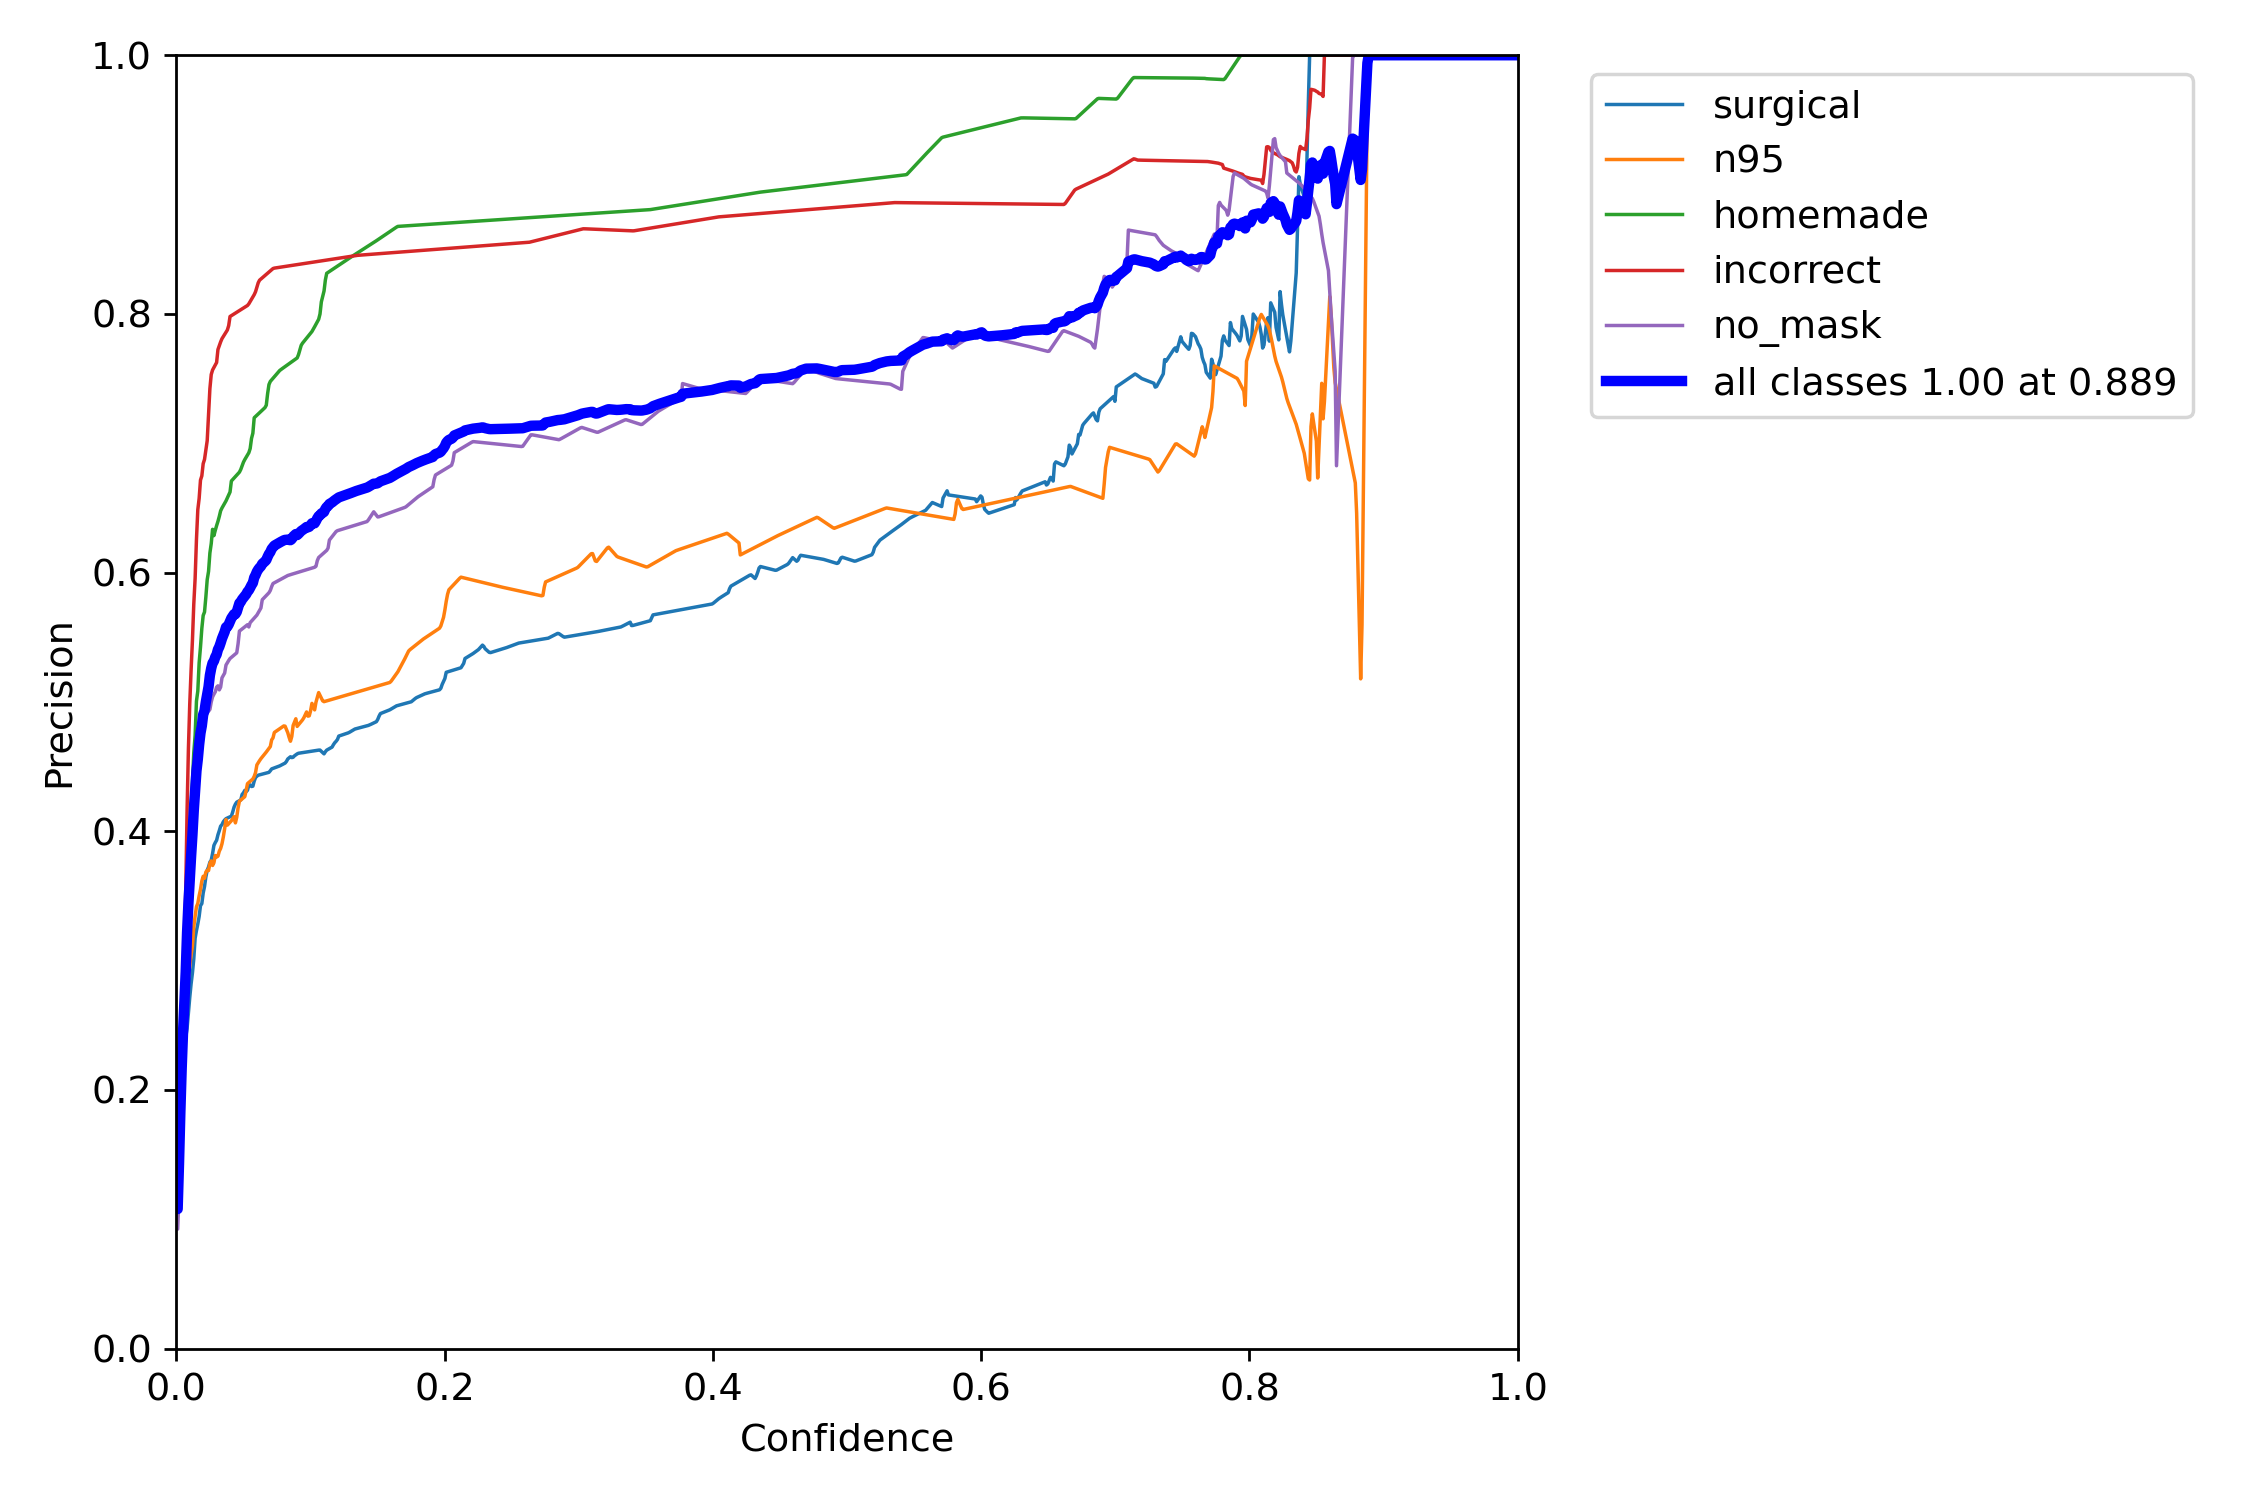 1.0
0.8
0.6
0.4
0.2
0.0
Precision
0.0 0.2 0.4 0.6 0.8 1.0
Confidence
surgical
n95
homemade
incorrect
no_mask
all classes 1.00 at 0.889